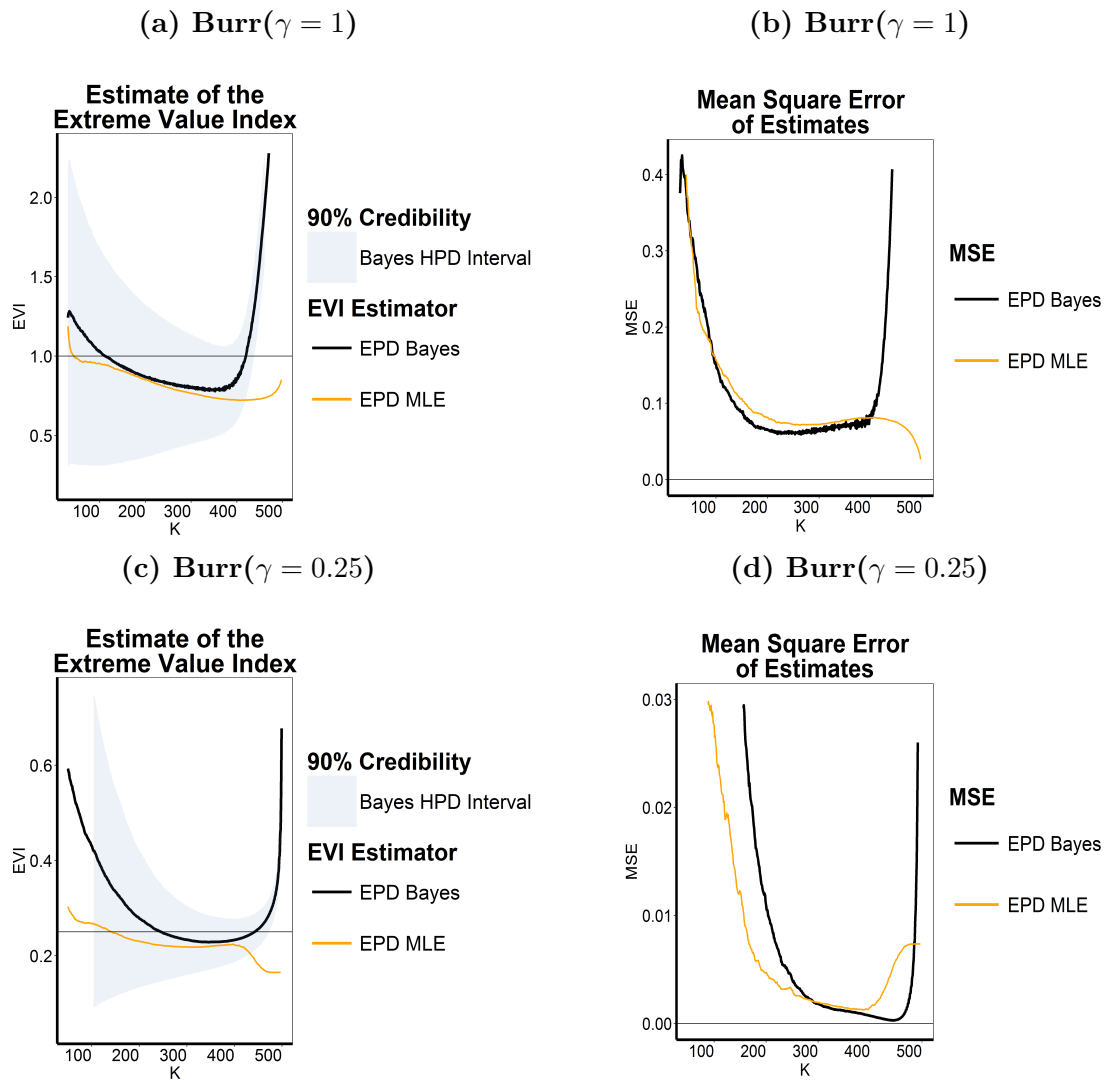 (a) Burr(γ = 1)
Estimate of the
Extreme Value Index
2.0
1.5
1.0
0.5
EVI
100 200 300 400 500
K
90% Credibility
Bayes HPD Interval
EVI Estimator
EPD Bayes
EPD MLE
(b) Burr(γ = 1)
Mean Square Error
of Estimates
0.4
0.3
0.2
0.1
0.0
MSE
100 200 300 400 500
K
MSE
EPD Bayes
EPD MLE
(c) Burr(γ = 0.25)
Estimate of the
Extreme Value Index
0.6
0.4
0.2
EVI
100 200 300 400 500
K
90% Credibility
Bayes HPD Interval
EVI Estimator
EPD Bayes
EPD MLE
(d) Burr(γ = 0.25)
Mean Square Error
of Estimates
0.03
0.02
0.01
0.00
MSE
100 200 300 400 500
K
MSE
EPD Bayes
EPD MLE